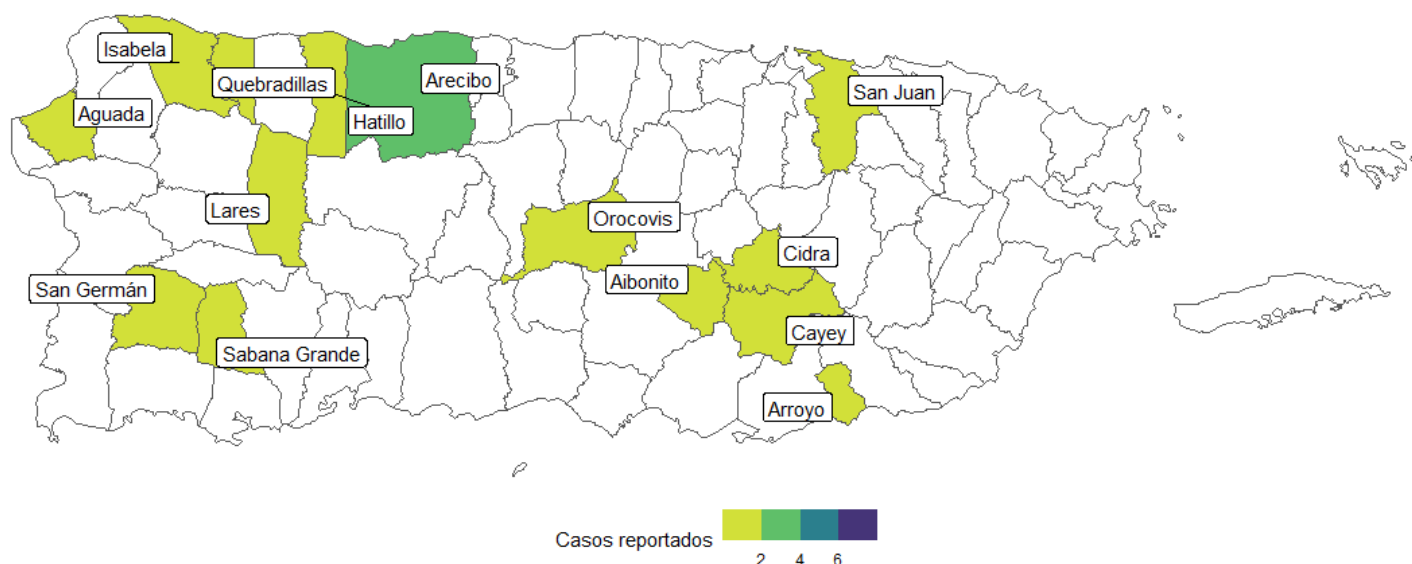 Isabela
Quebradillas
Arecibo
San Juan
Aguada
Hatillo
Lares
Orocovis
Cidra
Aibonito
San Germán
Cayey
Sabana Grande
Arroyo
Casos reportados
2 4 6